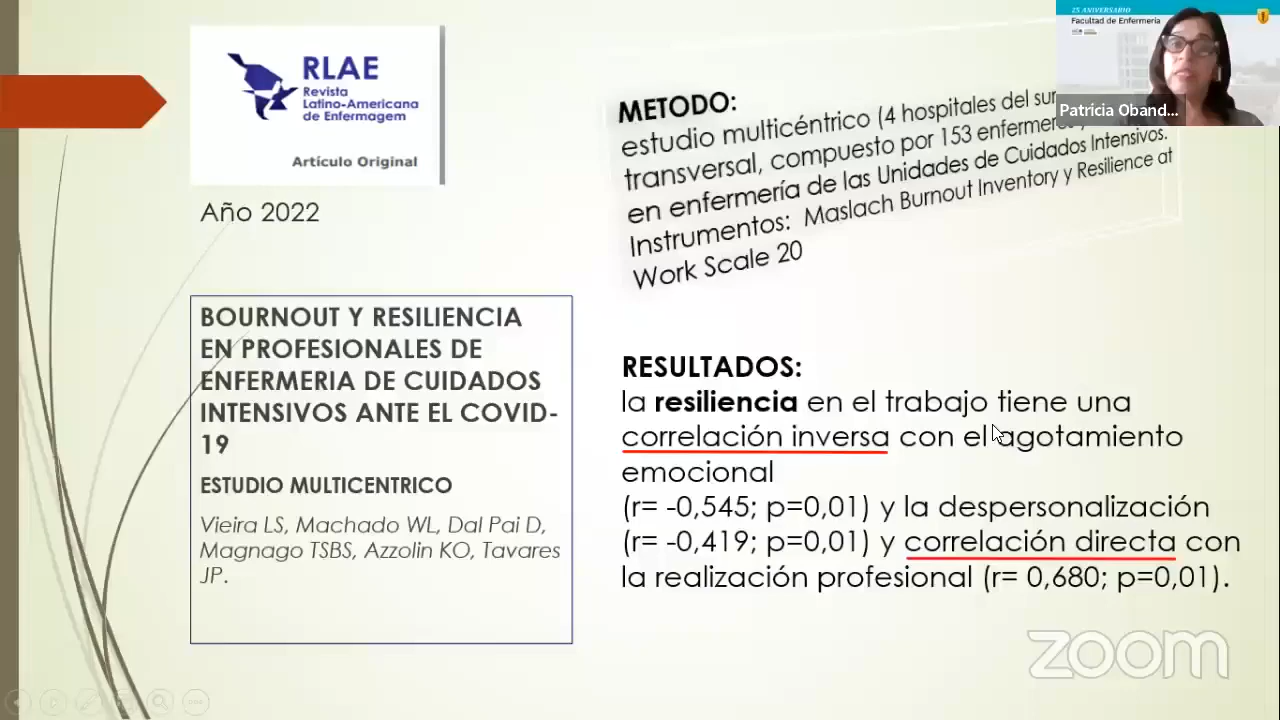 RLAE
Revista
Latino-Americana
de Enfermagem
Artículo Original
Año 2022
BOURNOUT Y RESILIENCIA
EN PROFESIONALES DE
ENFERMERIA DE CUIDADOS
INTENSIVOS ANTE EL COVID-
19
ESTUDIO MULTICENTRICO
Vieira LS, Machado WL, Dal Pai D,
Magnago TSBS, Azzolin KO, Tavares
JP.
METODO:
estudio multicéntrico (4 hospitales del sur
transversal, compuesto por 153
en enfermería de las Unidades de Cuidados Intensivos.
Instrumentos: Maslach Burnout Inventory y Resilience at
Work Scale 20
RESULTADOS:
la resiliencia en el trabajo tiene una
correlación inversa con el agotamiento
emocional
(r= -0,545; p=0,01) y la despersonalización
(r= -0,419; p=0,01) y correlación directa con
la realización profesional (r= 0,680; p=0,01).
25 ANIVERSARIO
Facultad de Enfermería
Patricia Oband...
zoom